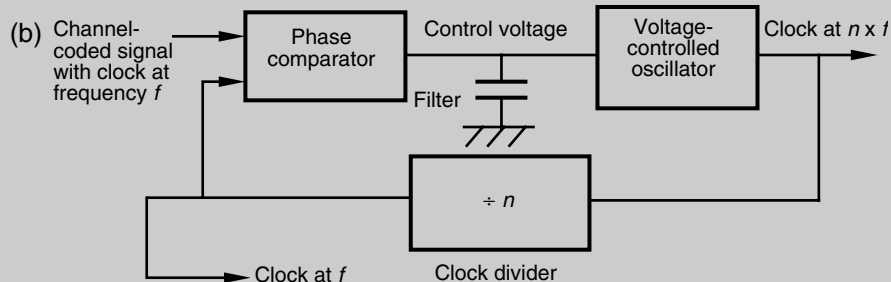 (b) Channel-
coded signal
with clock at
frequency f
Phase
comparator
Control voltage
Filter
Voltage-
controlled
oscillator
Clock at n x f
÷ n
Clock at f
Clock divider